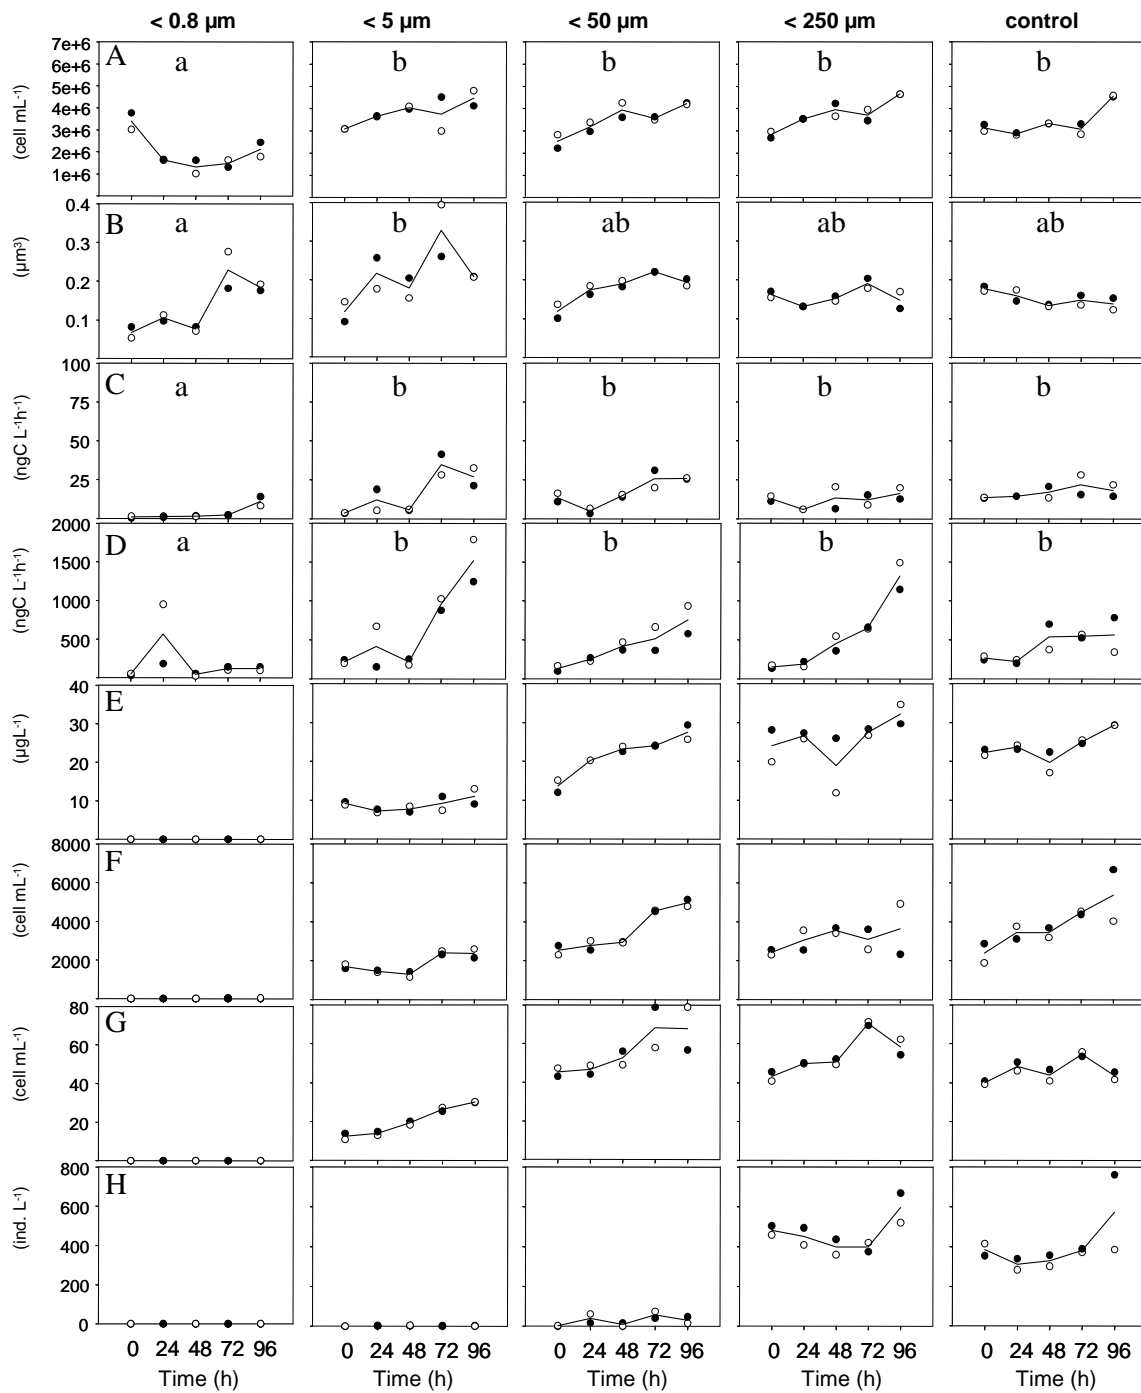 < 0.8 µm < 5 µm < 50 µm < 250 µm control
A a b b b b
(cell mL-1)
7e+6
6e+6
5e+6
4e+6
3e+6
2e+6
1e+6
B a b ab ab ab
(µm³)
0.4
0.3
0.2
0.1
C a b b b b
(ngC L-1h-1)
100
75
50
25
D a b b b b
(ngC L-1h-1)
2000
1500
1000
500
E
(µgL-1)
40
30
20
10
F
(cell mL-1)
8000
6000
4000
2000
G
(cell mL-1)
80
60
40
20
H
(ind. L-1)
800
600
400
200
0
0 24 48 72 96 0 24 48 72 96 0 24 48 72 96 0 24 48 72 96 0 24 48 72 96
Time (h) Time (h) Time (h) Time (h) Time (h)